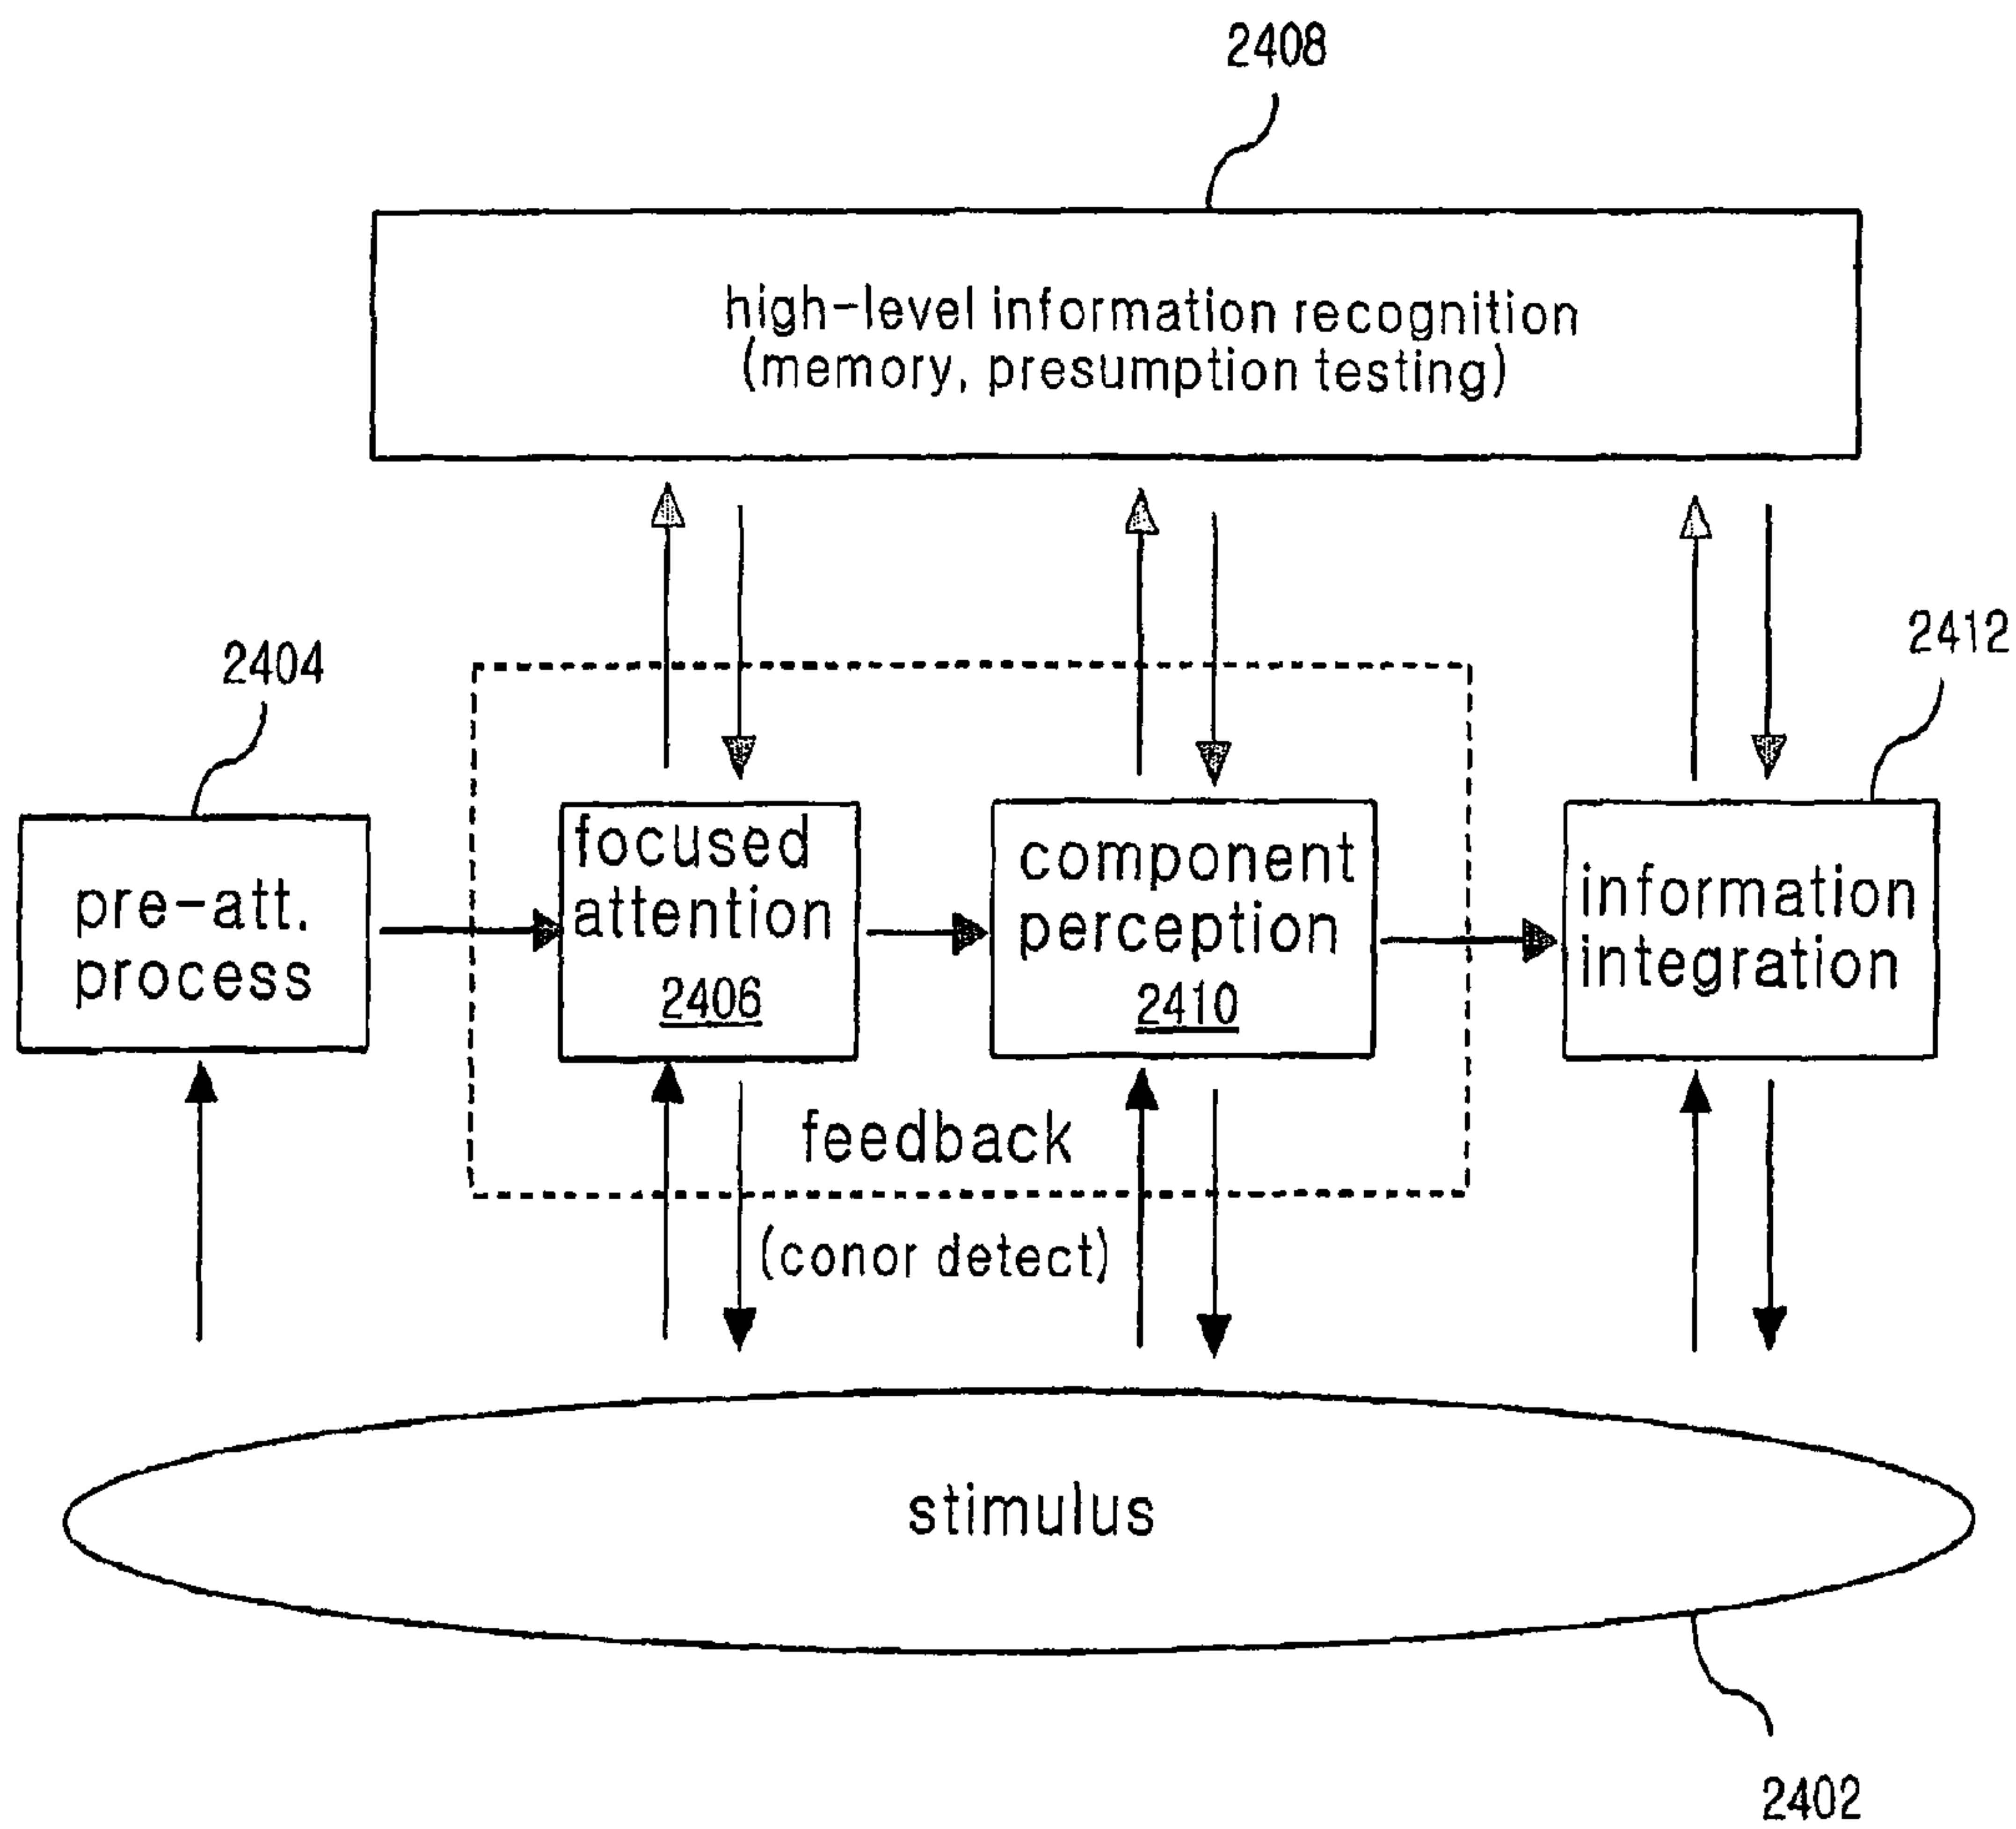 2408
high-level information recognition
(memory, presumption testing)
2404
2412
pre-att.
process
focused
attention
2406
component
perception
2410
information
integration
feedback
(conor detect)
stimulus
2402